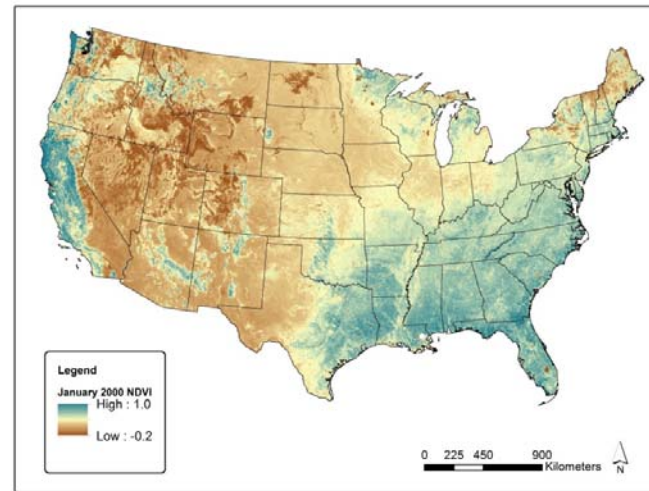 Legend
January 2000 NDVI
High : 1.0
Low : -0.2
0 225 450 900
Kilometers
N